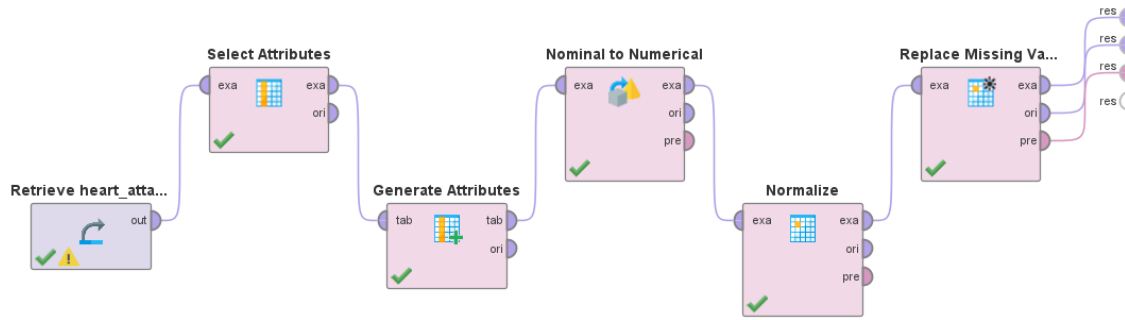 Retrieve heart_atta...
out
Select Attributes
exa
exa
ori
Generate Attributes
tab
tab
ori
Nominal to Numerical
exa
exa
ori
pre
Normalize
exa
exa
ori
pre
Replace Missing Va...
exa
exa
ori
pre
res
res
res
res